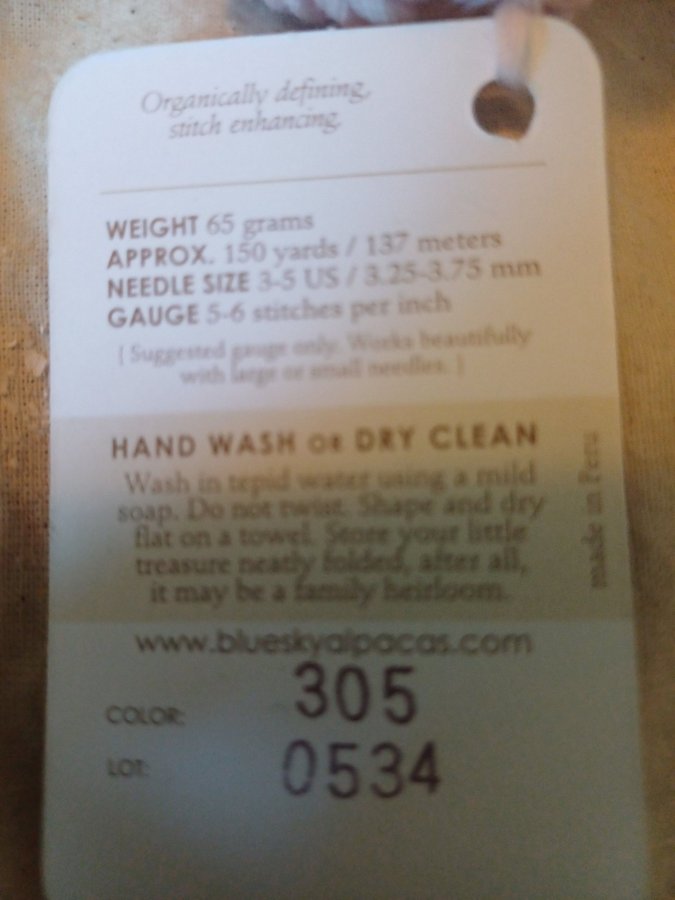 Organically defining,
stitch enhancing.
WEIGHT 65 grams
APPROX. 150 yards / 137 meters
NEEDLE SIZE 3-5 US / 3.25-3.75 mm
GAUGE 5-6 stitches per inch
[ Suggested gauge only. Works beautifully
with large or small needles. ]
HAND WASH OR DRY CLEAN
Wash in tepid water using a mild
soap. Do not twist. Shape and dry
flat on a towel. Store your little
treasure neatly folded, after all,
it may be a family heirloom.
made in Peru
www.blueskyalpacas.com
COLOR: 305
LOT: 0534